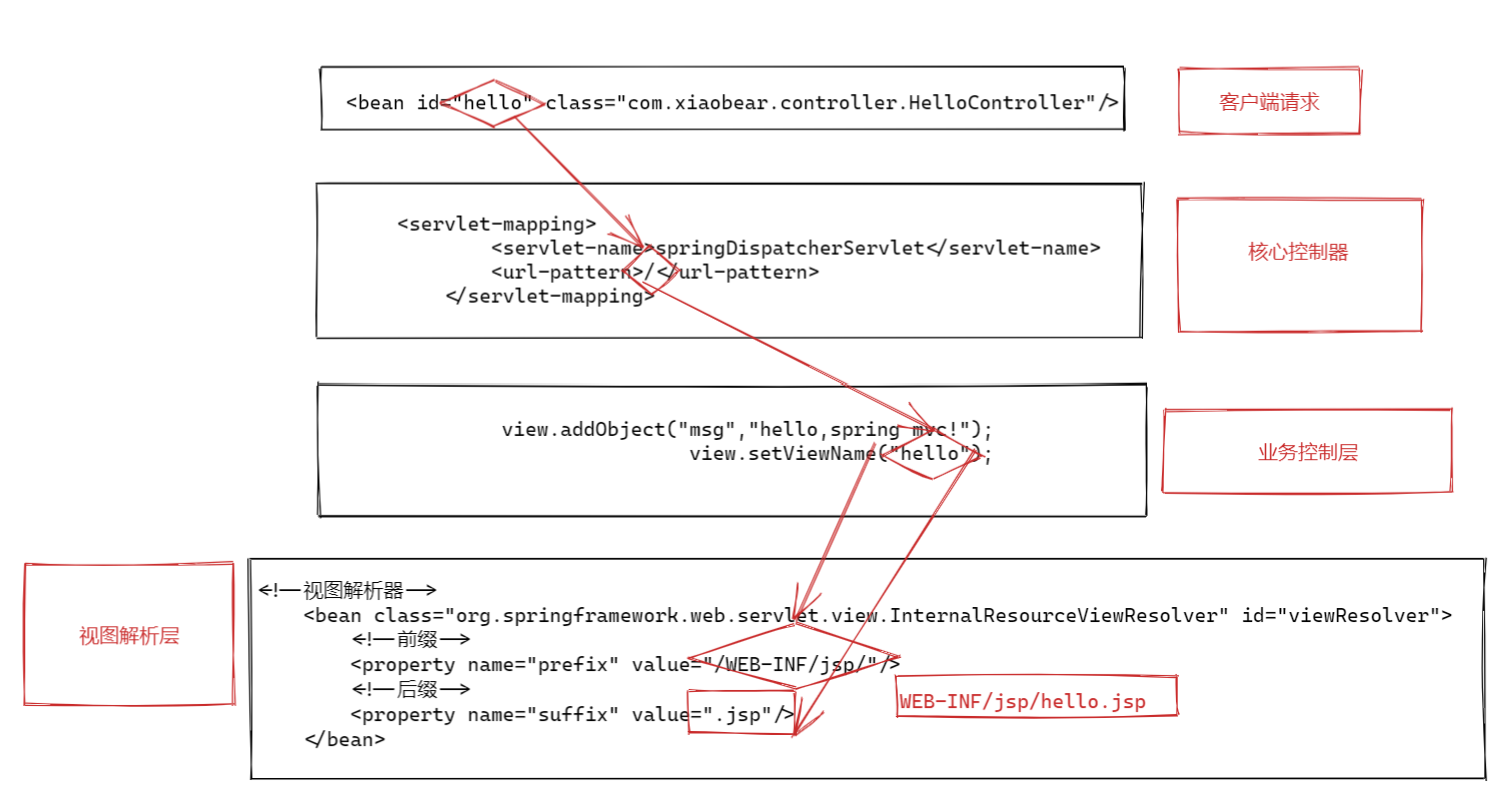 <bean id="hello" class="com.xiaobear.controller.HelloController"/>
客户端请求
<servlet-mapping>
<servlet-name>springDispatcherServlet</servlet-name>
<url-pattern>/</url-pattern>
</servlet-mapping>
核心控制器
view.addObject("msg","hello,spring mvc!");
view.setViewName("hello");
业务控制层
视图解析层
<!--视图解析器-->
<bean class="org.springframework.web.servlet.view.InternalResourceViewResolver" id="viewResolver">
<!--前缀-->
<property name="prefix" value="/WEB-INF/jsp/"/>
<!--后缀-->
<property name="suffix" value=".jsp"/>
</bean>
WEB-INF/jsp/hello.jsp